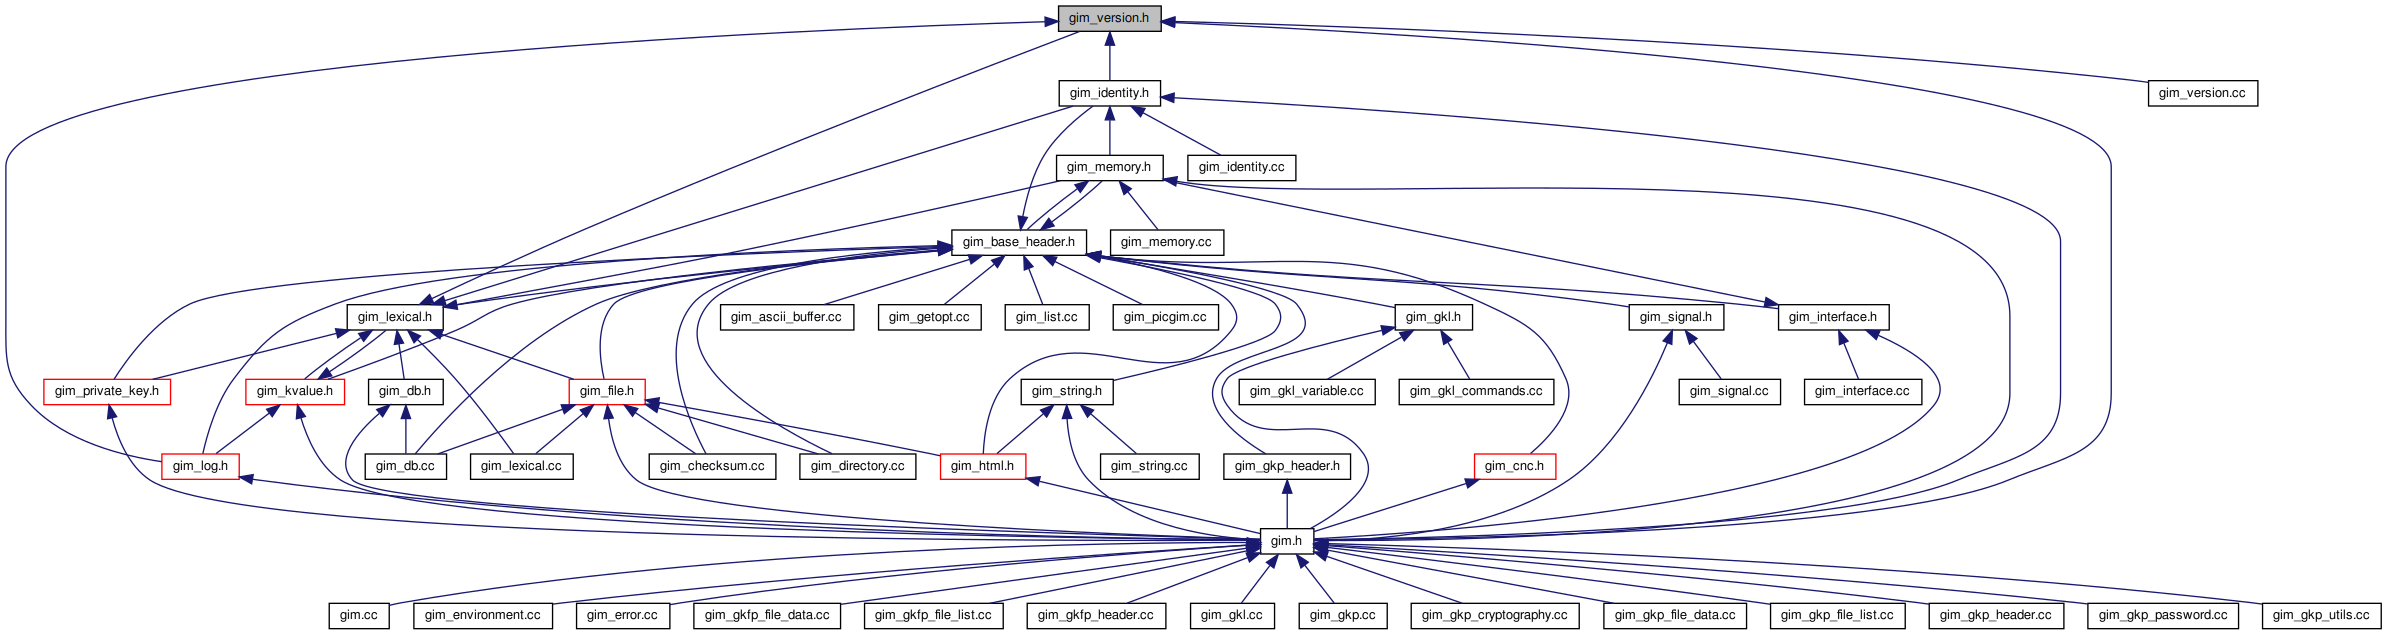 gim_version.h
gim_identity.h
gim_version.cc
gim_memory.h
gim_identity.cc
gim_base_header.h
gim_memory.cc
gim_lexical.h
gim_ascii_buffer.cc
gim_getopt.cc
gim_list.cc
gim_picgim.cc
gim_gkl.h
gim_signal.h
gim_interface.h
gim_private_key.h
gim_kvalue.h
gim_db.h
gim_file.h
gim_string.h
gim_gkl_variable.cc
gim_gkl_commands.cc
gim_signal.cc
gim_interface.cc
gim_log.h
gim_db.cc
gim_lexical.cc
gim_checksum.cc
gim_directory.cc
gim_html.h
gim_string.cc
gim_gkp_header.h
gim_cnc.h
gim.h
gim.cc
gim_environment.cc
gim_error.cc
gim_gkfp_file_data.cc
gim_gkfp_file_list.cc
gim_gkfp_header.cc
gim_gkl.cc
gim_gkp.cc
gim_gkp_cryptography.cc
gim_gkp_file_data.cc
gim_gkp_file_list.cc
gim_gkp_header.cc
gim_gkp_password.cc
gim_gkp_utils.cc